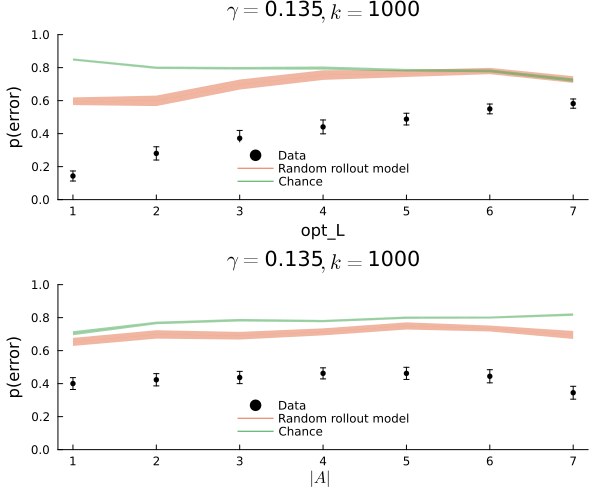 γ = 0.135, k = 1000
1.0
0.8
0.6
0.4
0.2
0.0
p(error)
Data
Random rollout model
Chance
1 2 3 4 5 6 7
opt_L
γ = 0.135, k = 1000
1.0
0.8
0.6
0.4
0.2
0.0
p(error)
Data
Random rollout model
Chance
1 2 3 4 5 6 7
|A|